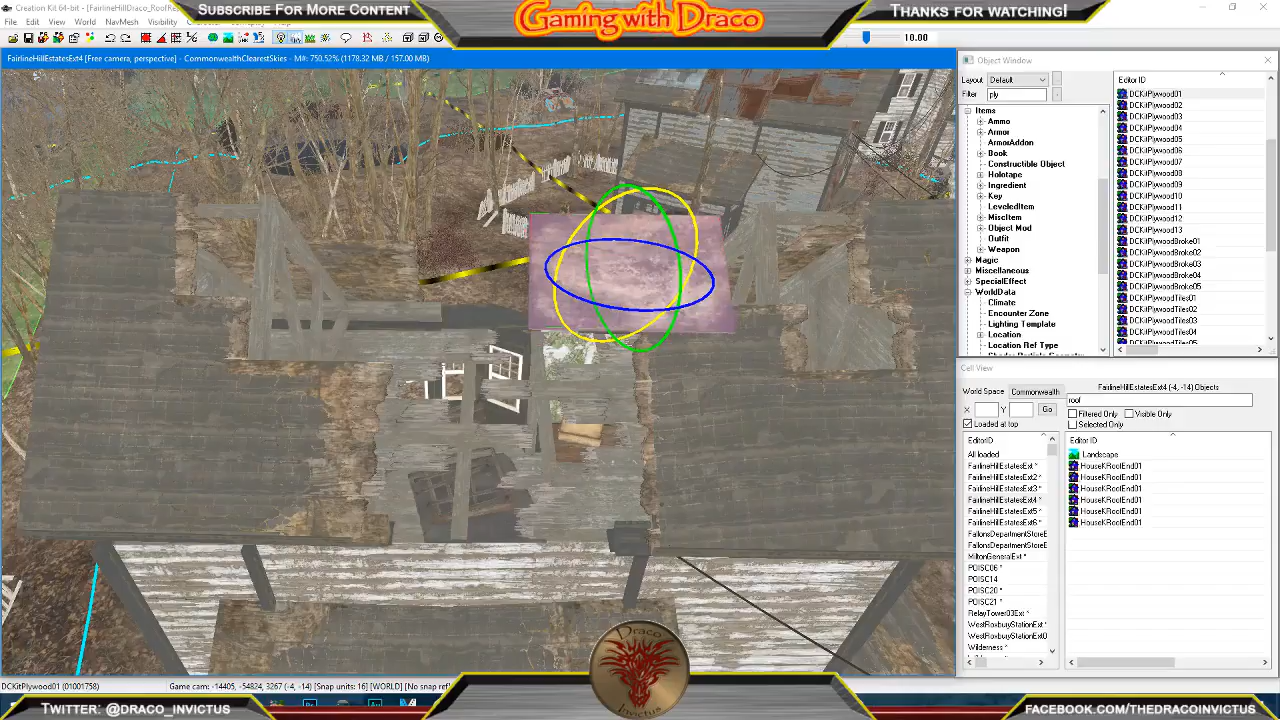 Creation Kit 64-bit - [FairlineHillDraco_RoofRes
SUBSCRIBE FOR MORE CONTENT
Gaming with Draco
THANKS FOR WATCHING!
File Edit View World NavMesh Visibility
10.00
FairlineHillEstatesExt4 [Free camera, perspective] - CommonwealthClearestSkies - M#: 750.52% (1178.32 MB / 157.00 MB)
Object Window
Layout Default
Filter ply
Items
Ammo
Armor
ArmorAddon
Book
Constructible Object
Holotape
Ingredient
Key
LeveledItem
MiscItem
Object Mod
Outfit
Weapon
Magic
Miscellaneous
SpecialEffect
WorldData
Climate
Encounter Zone
Lighting Template
Location
Location Ref Type
Editor ID
DCKitPlywood01
DCKitPlywood02
DCKitPlywood03
DCKitPlywood04
DCKitPlywood05
DCKitPlywood06
DCKitPlywood07
DCKitPlywood08
DCKitPlywood09
DCKitPlywood10
DCKitPlywood11
DCKitPlywood12
DCKitPlywood13
DCKitPlywoodBroke01
DCKitPlywoodBroke02
DCKitPlywoodBroke03
DCKitPlywoodBroke04
DCKitPlywoodBroke05
DCKitPlywoodTiles01
DCKitPlywoodTiles02
DCKitPlywoodTiles03
DCKitPlywoodTiles04
DCKitPlywoodTiles05
Cell View
World Space Commonwealth
FairlineHillEstatesExt4 (-4, -14) Objects
X Y Go
roof
Loaded at top
Filtered Only Visible Only
Selected Only
EditorID
All loaded
FairlineHillEstatesExt *
FairlineHillEstatesExt2 *
FairlineHillEstatesExt3 *
FairlineHillEstatesExt4 *
FairlineHillEstatesExt5 *
FairlineHillEstatesExt6 *
FallonsDepartmentStoreE
FallonsDepartmentStoreE
MiltonGeneralExt *
POISC06 *
POISC14
POISC20 *
POISC21 *
RelayTower03Ext *
WestRoxburyStationExt
WestRoxburyStationExt
Wilderness *
Editor ID
Landscape
HouseKRoofEnd01
HouseKRoofEnd01
HouseKRoofEnd01
HouseKRoofEnd01
HouseKRoofEnd01
HouseKRoofEnd01
Draco
Invictus
DCKitPlywood01 (01001758)
Game cam: -14405, -54824, 3267 (-4, -14) [Snap units: 16] [WORLD] [No snap ref
TWITTER: @DRACO_INVICTUS
FACEBOOK.COM/THEDRACOINVICTUS